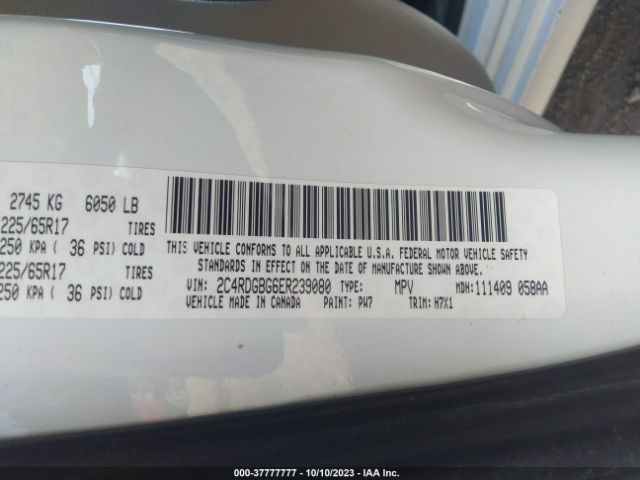 2745 KG 6050 LB
225/65R17 TIRES
250 KPA ( 36 PSI) COLD
225/65R17 TIRES
250 KPA ( 36 PSI) COLD
THIS VEHICLE CONFORMS TO ALL APPLICABLE U.S.A. FEDERAL MOTOR VEHICLE SAFETY
STANDARDS IN EFFECT ON THE DATE OF MANUFACTURE SHOWN ABOVE.
VIN: 2C4RDGBG6ER239080 TYPE: MPV MDH: 111409 058AA
VEHICLE MADE IN CANADA PAINT: PW7 TRIM: H7X1
000-37777777 - 10/10/2023 - IAA Inc.